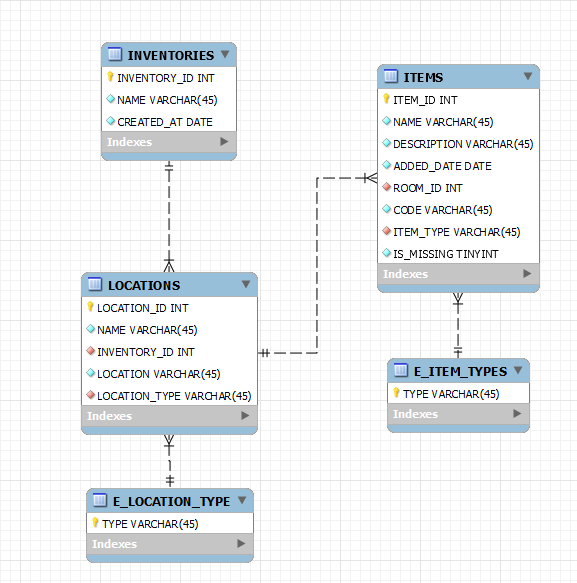 INVENTORIES
INVENTORY_ID INT
NAME VARCHAR(45)
CREATED_AT DATE
Indexes
ITEMS
ITEM_ID INT
NAME VARCHAR(45)
DESCRIPTION VARCHAR(45)
ADDED_DATE DATE
ROOM_ID INT
CODE VARCHAR(45)
ITEM_TYPE VARCHAR(45)
IS_MISSING TINYINT
Indexes
LOCATIONS
LOCATION_ID INT
NAME VARCHAR(45)
INVENTORY_ID INT
LOCATION VARCHAR(45)
LOCATION_TYPE VARCHAR(45)
Indexes
E_ITEM_TYPES
TYPE VARCHAR(45)
Indexes
E_LOCATION_TYPE
TYPE VARCHAR(45)
Indexes